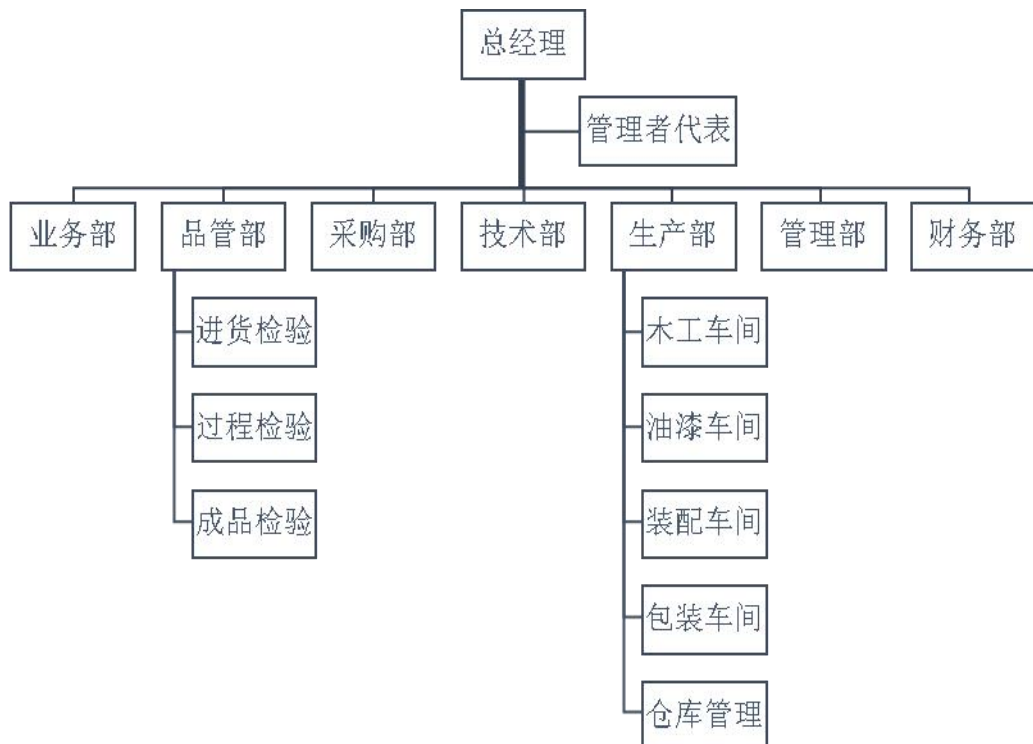 总经理
管理者代表
业务部
品管部
采购部
技术部
生产部
管理部
财务部
进货检验
过程检验
成品检验
木工车间
油漆车间
装配车间
包装车间
仓库管理